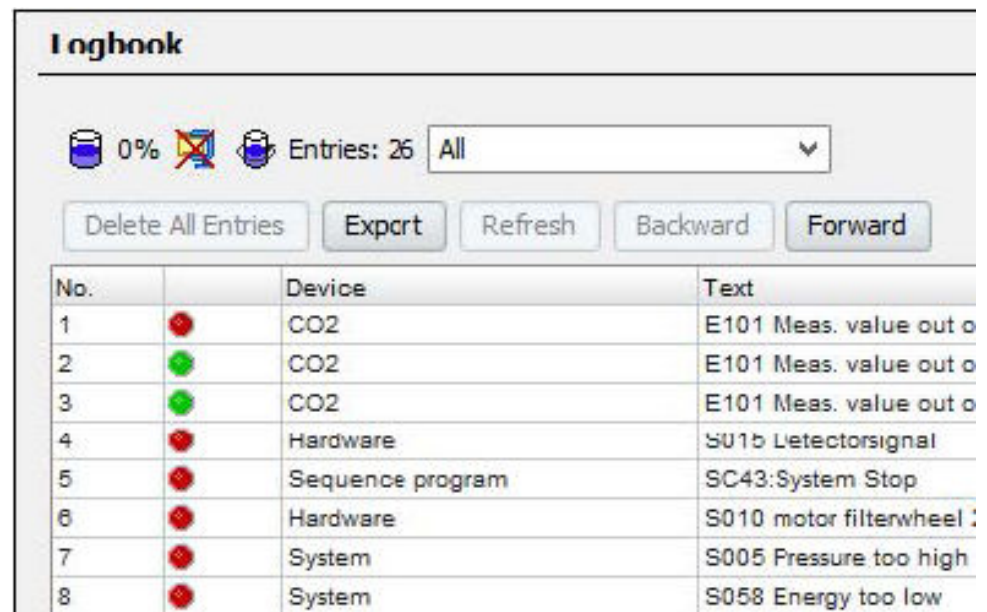 Logbook
0% Entries: 26 All
Delete All Entries Export Refresh Backward Forward
No. Device Text
1 CO2 E101 Meas. value out o
2 CO2 E101 Meas. value out o
3 CO2 E101 Meas. value out o
4 Hardware S015 Detectorsignal
5 Sequence program SC43:System Stop
6 Hardware S010 motor filterwheel
7 System S005 Pressure too high
8 System S058 Energy too low